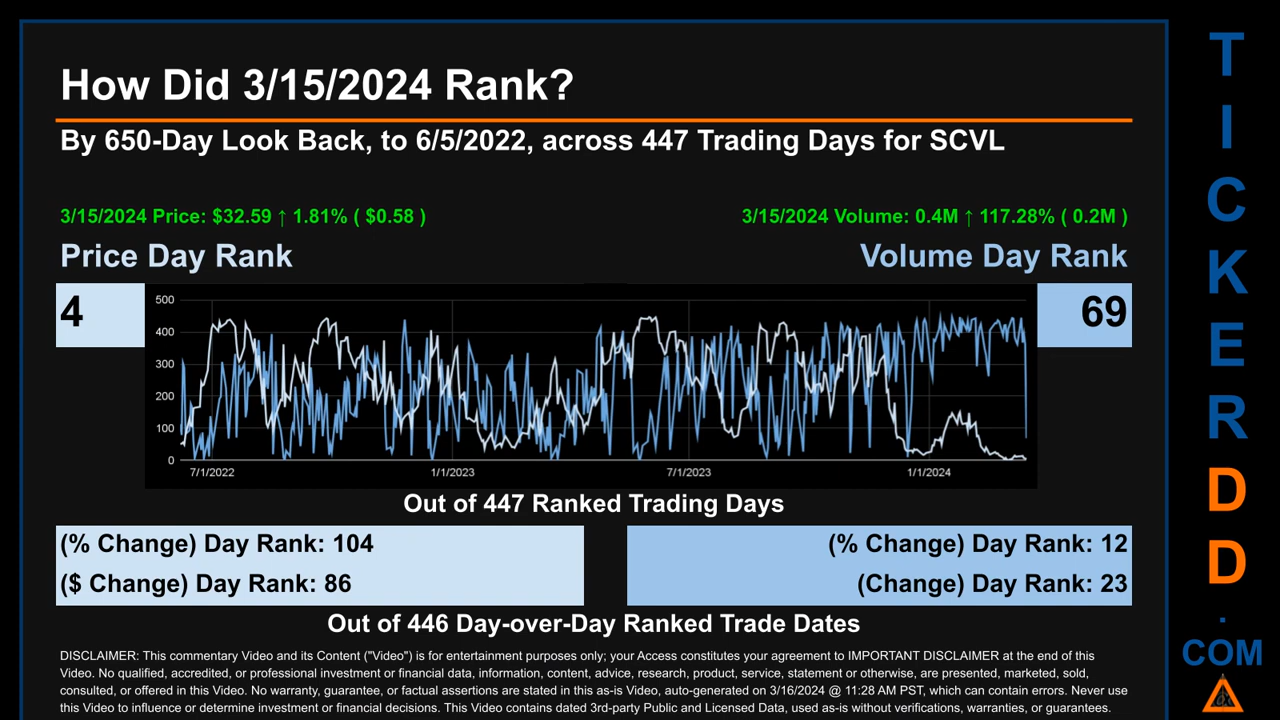 How Did 3/15/2024 Rank?
By 650-Day Look Back, to 6/5/2022, across 447 Trading Days for SCVL
3/15/2024 Price: $32.59 ↑ 1.81% ( $0.58 )
3/15/2024 Volume: 0.4M ↑ 117.28% ( 0.2M )
Price Day Rank
Volume Day Rank
4
69
500
400
300
200
100
0
7/1/2022
1/1/2023
7/1/2023
1/1/2024
Out of 447 Ranked Trading Days
(% Change) Day Rank: 104
($ Change) Day Rank: 86
(% Change) Day Rank: 12
(Change) Day Rank: 23
Out of 446 Day-over-Day Ranked Trade Dates
DISCLAIMER: This commentary Video and its Content ("Video") is for entertainment purposes only; your Access constitutes your agreement to IMPORTANT DISCLAIMER at the end of this
Video. No qualified, accredited, or professional investment or financial data, information, content, advice, research, product, service, statement or otherwise, are presented, marketed, sold,
consulted, or offered in this Video. No warranty, guarantee, or factual assertions are stated in this as-is Video, auto-generated on 3/16/2024 @ 11:28 AM PST, which can contain errors. Never use
this Video to influence or determine investment or financial decisions. This Video contains dated 3rd-party Public and Licensed Data, used as-is without verifications, warranties, or guarantees.
T
I
C
K
E
R
D
D
.
COM